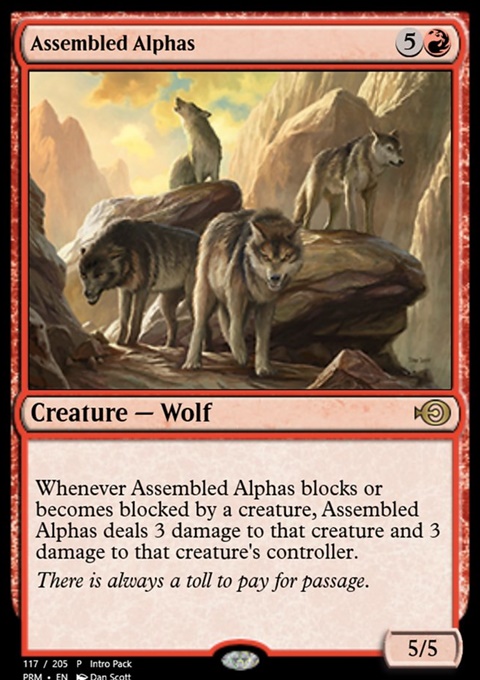 Assembled Alphas 5
Creature — Wolf
Whenever Assembled Alphas blocks or
becomes blocked by a creature, Assembled
Alphas deals 3 damage to that creature and 3
damage to that creature's controller.
There is always a toll to pay for passage.
5/5
117 / 205 P Intro Pack
PRM • EN Dan Scott